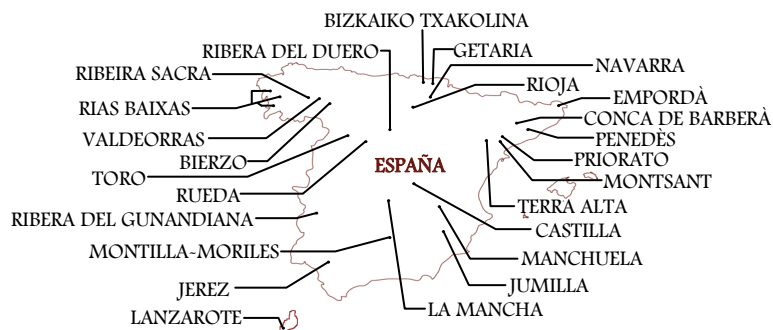 BIZKAIKO TXAKOLINA
RIBERA DEL DUERO
GETARIA
NAVARRA
RIBEIRA SACRA
RIOJA
EMPORDÀ
RIAS BAIXAS
CONCA DE BARBERÀ
VALDEORRAS
PENEDÈS
BIERZO
PRIORATO
ESPAÑA
TORO
MONTSANT
RUEDA
TERRA ALTA
RIBERA DEL GUNANDIANA
CASTILLA
MONTILLA-MORILES
MANCHUELA
JEREZ
JUMILLA
LA MANCHA
LANZAROTE